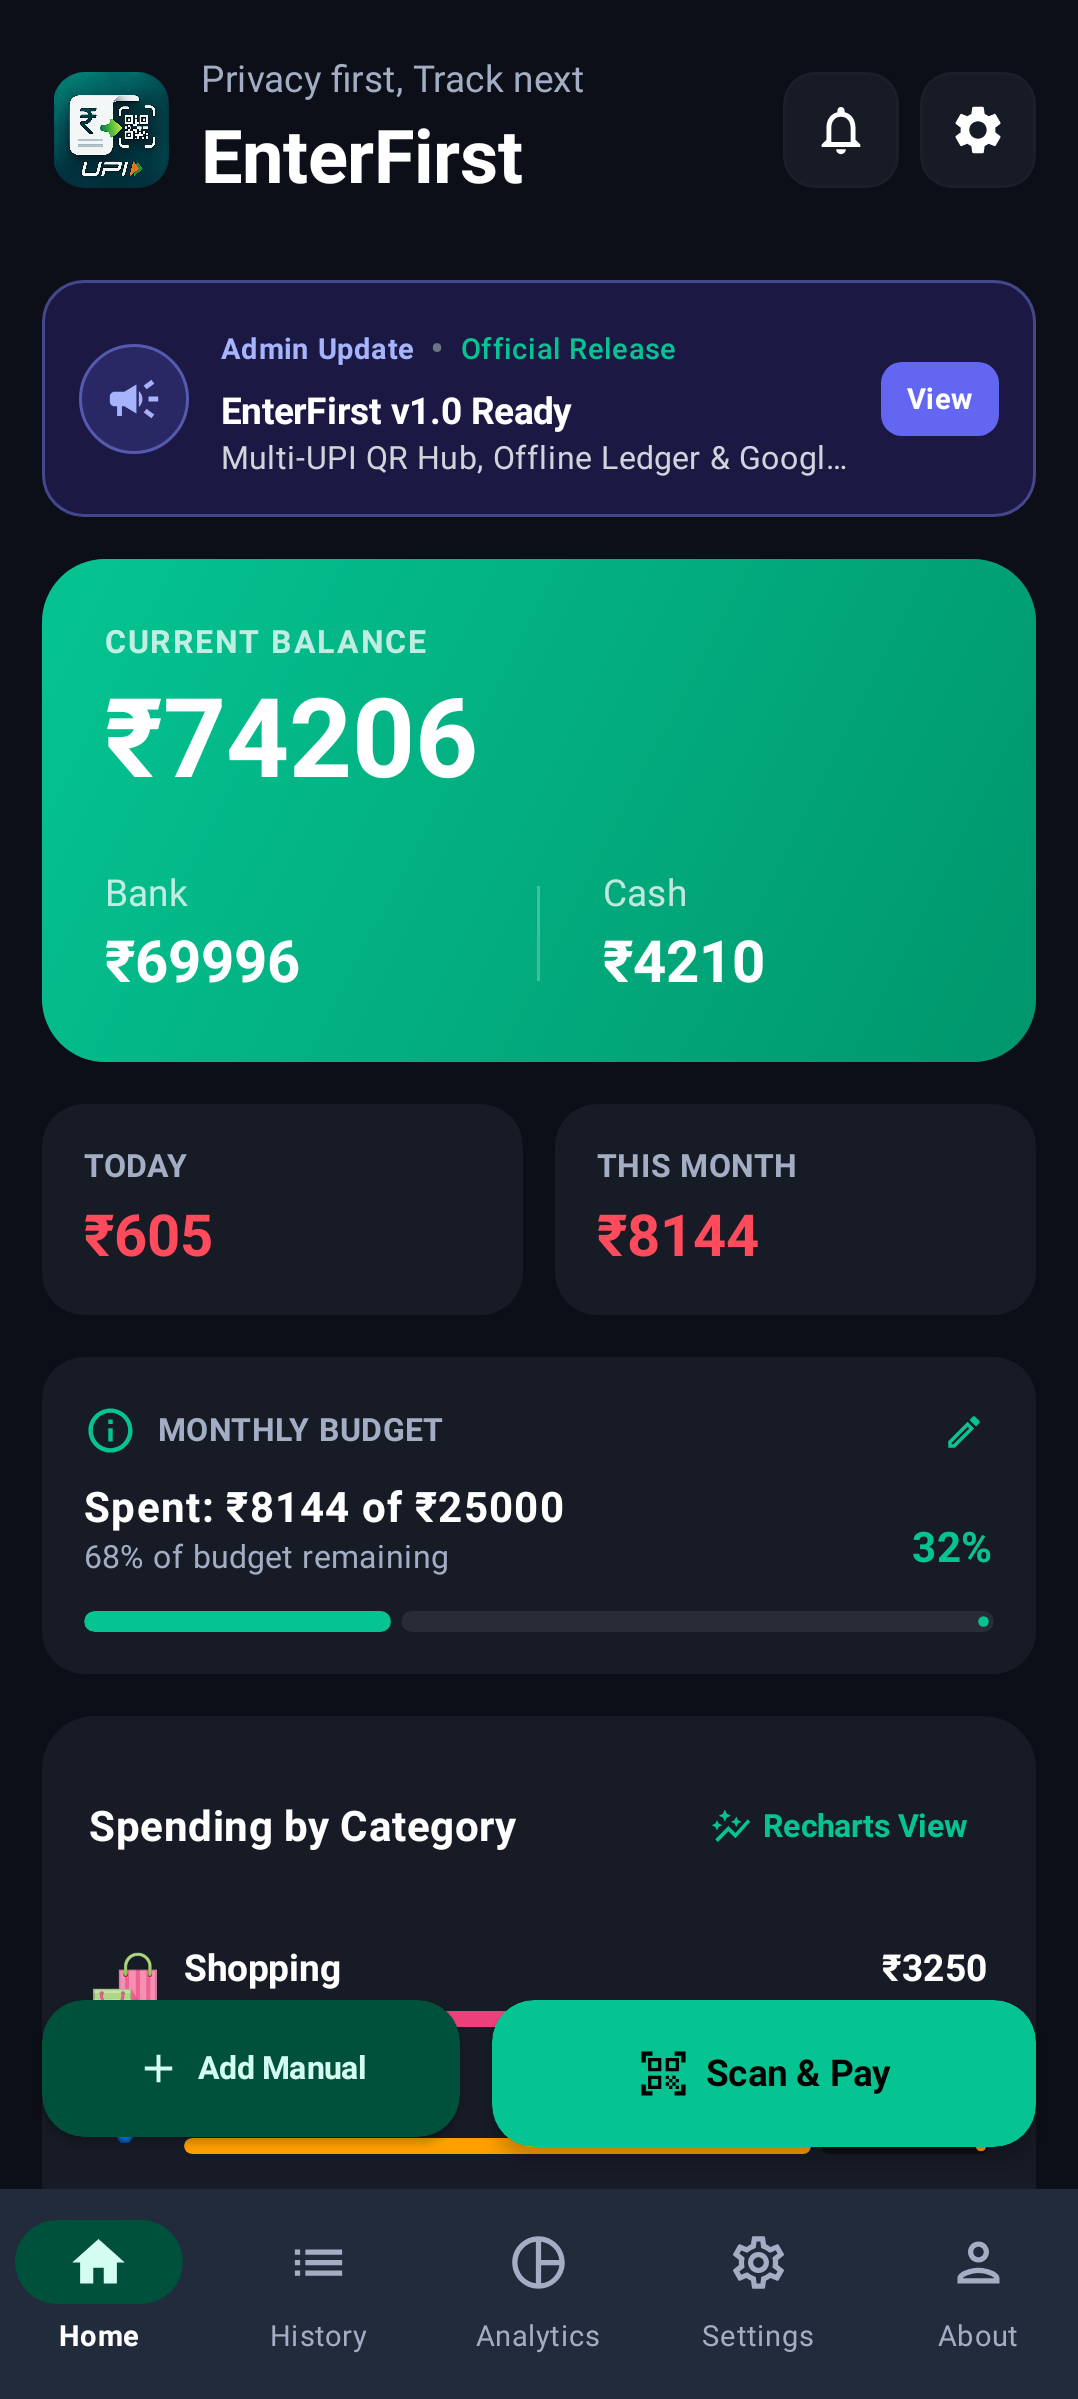 Privacy first, Track next
EnterFirst
₹
UPI
Admin Update • Official Release
EnterFirst v1.0 Ready
Multi-UPI QR Hub, Offline Ledger & Googl...
View
CURRENT BALANCE
₹74206
Bank
₹69996
Cash
₹4210
TODAY
₹605
THIS MONTH
₹8144
MONTHLY BUDGET
Spent: ₹8144 of ₹25000
68% of budget remaining
32%
Spending by Category
Recharts View
Shopping
₹3250
Add Manual
Scan & Pay
Home
History
Analytics
Settings
About